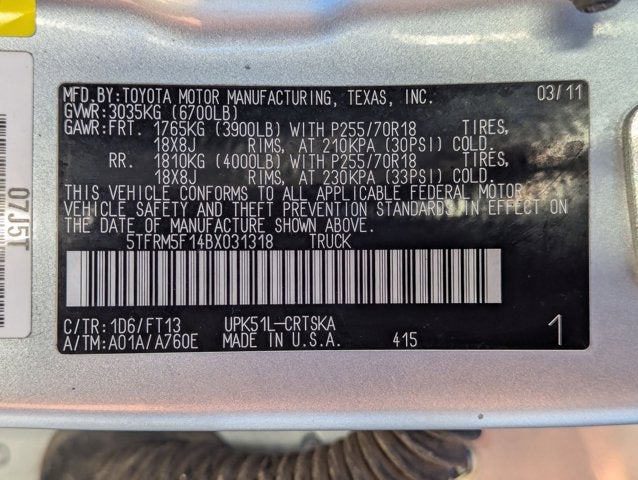 MFD.BY:TOYOTA MOTOR MANUFACTURING, TEXAS, INC. 03/11
GVWR:3035KG (6700LB)
GAWR:FRT. 1765KG (3900LB) WITH P255/70R18 TIRES,
18X8J RIMS, AT 210KPA (30PSI) COLD.
RR. 1810KG (4000LB) WITH P255/70R18 TIRES,
18X8J RIMS, AT 230KPA (33PSI) COLD.
THIS VEHICLE CONFORMS TO ALL APPLICABLE FEDERAL MOTOR
VEHICLE SAFETY AND THEFT PREVENTION STANDARDS IN EFFECT ON
THE DATE OF MANUFACTURE SHOWN ABOVE.
5TFRM5F14BX031318 TRUCK
C/TR:1D6/FT13 UPK51L-CRTSKA
A/TM:A01A/A760E MADE IN U.S.A. 415 1
07J5T